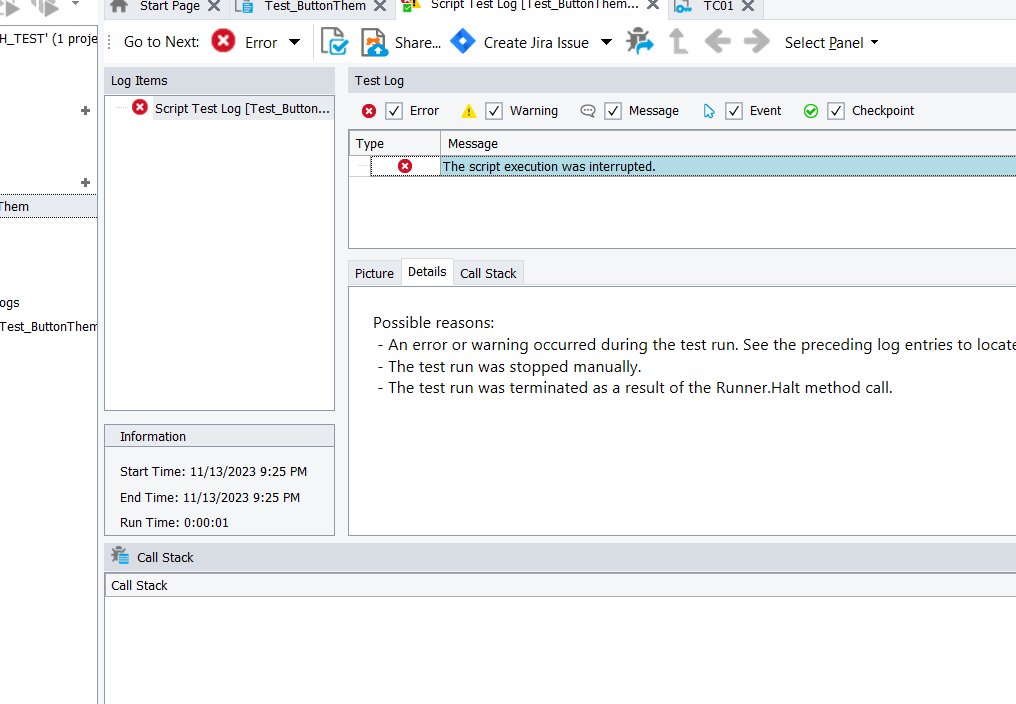 Start Page
Test_ButtonThem
Script Test Log [Test_ButtonThem...
TC01
H_TEST' (1 proje
Go to Next:
Error
Share...
Create Jira Issue
Select Panel
Log Items
Test Log
Script Test Log [Test_Button...
Error
Warning
Message
Event
Checkpoint
Type
Message
The script execution was interrupted.
Them
Picture
Details
Call Stack
ogs
Test_ButtonThem
Possible reasons:
- An error or warning occurred during the test run. See the preceding log entries to locate
- The test run was stopped manually.
- The test run was terminated as a result of the Runner.Halt method call.
Information
Start Time: 11/13/2023 9:25 PM
End Time: 11/13/2023 9:25 PM
Run Time: 0:00:01
Call Stack
Call Stack